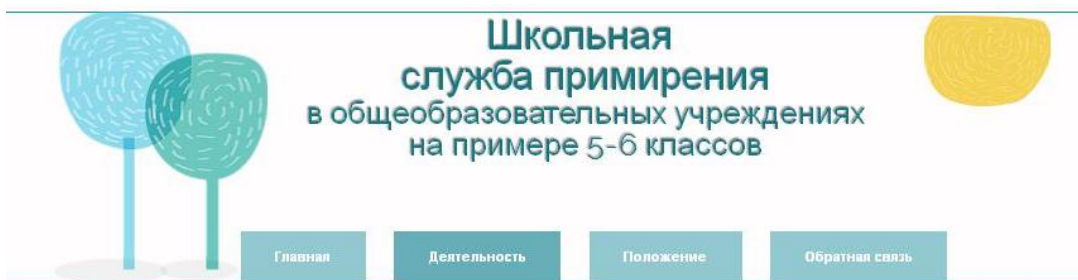 Школьная
служба примирения
в общеобразовательных учреждениях
на примере 5-6 классов
Главная Деятельность Положение Обратная связь